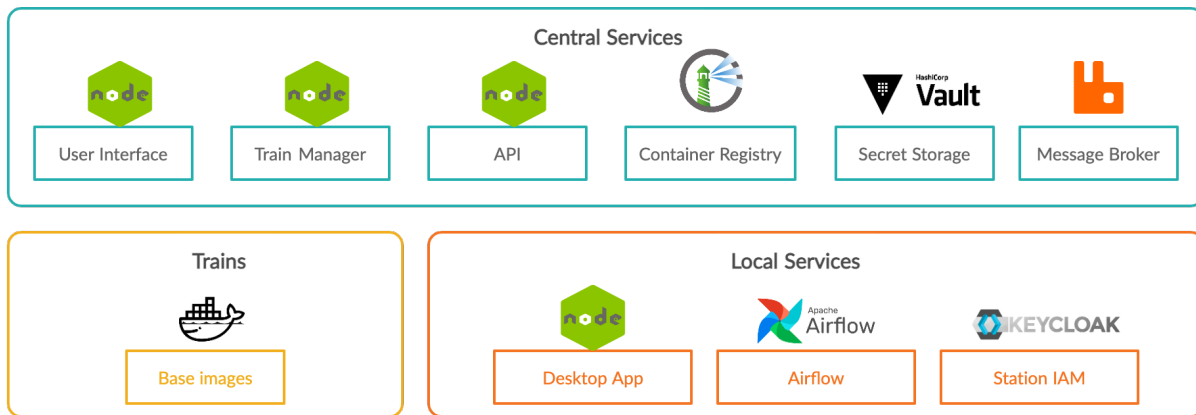 Central Services
node
node
node
HashiCorp
Vault
User Interface
Train Manager
API
Container Registry
Secret Storage
Message Broker
Trains
Base images
Local Services
node
Apache
Airflow
KEYCLOAK
Desktop App
Airflow
Station IAM